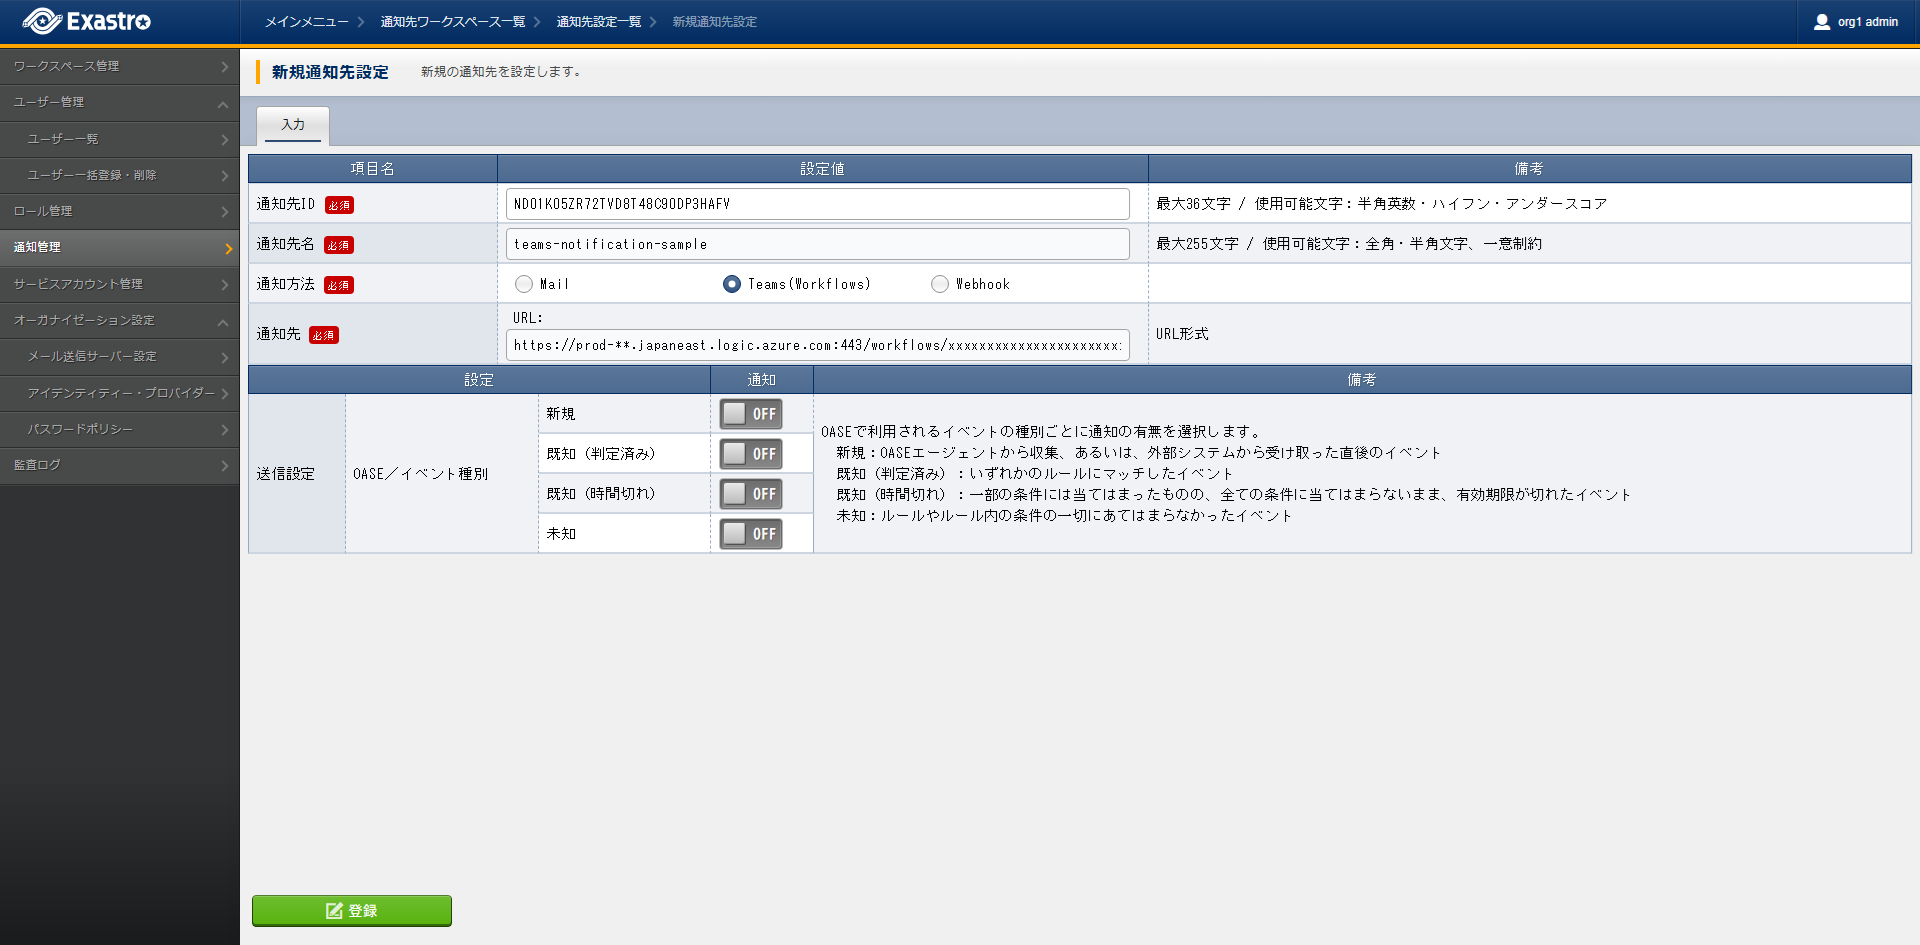 Exastro
メインメニュー
通知先ワークスペース一覧
通知先設定一覧
新規通知先設定
org1 admin
ワークスペース管理
ユーザー管理
ユーザー一覧
ユーザー一括登録・削除
ロール管理
通知管理
サービスアカウント管理
オーガナイゼーション設定
メール送信サーバー設定
アイデンティティー・プロバイダー
パスワードポリシー
監査ログ
新規通知先設定
新規の通知先を設定します。
入力
項目名 設定値 備考
通知先ID 必須 ND01K05ZR72TVD8T48C90DP3HAFV 最大36文字 / 使用可能文字：半角英数・ハイフン・アンダースコア
通知先名 必須 teams-notification-sample 最大255文字 / 使用可能文字：全角・半角文字、一意制約
通知方法 必須 Mail Teams(Workflows) Webhook
通知先 必須 URL: URL形式
https://prod-**.japaneast.logic.azure.com:443/workflows/xxxxxxxxxxxxxxxxxxxxxx
設定 通知 備考
送信設定 OASE／イベント種別
新規 OFF
既知（判定済み） OFF
既知（時間切れ） OFF
未知 OFF
OASEで利用されるイベントの種別ごとに通知の有無を選択します。
新規：OASEエージェントから収集、あるいは、外部システムから受け取った直後のイベント
既知（判定済み）：いずれかのルールにマッチしたイベント
既知（時間切れ）：一部の条件には当てはまったものの、全ての条件に当てはまらないまま、有効期限が切れたイベント
未知：ルールやルール内の条件の一切にあてはまらなかったイベント
登録